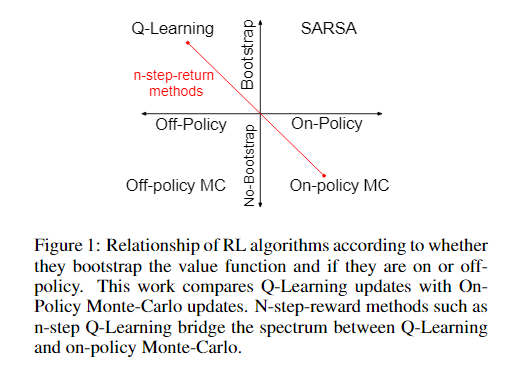 Q-Learning
SARSA
Bootstrap
n-step-return
methods
Off-Policy
On-Policy
No-Bootstrap
Off-policy MC
On-policy MC
Figure 1: Relationship of RL algorithms according to whether
they bootstrap the value function and if they are on or off-
policy. This work compares Q-Learning updates with On-
Policy Monte-Carlo updates. N-step-reward methods such as
n-step Q-Learning bridge the spectrum between Q-Learning
and on-policy Monte-Carlo.